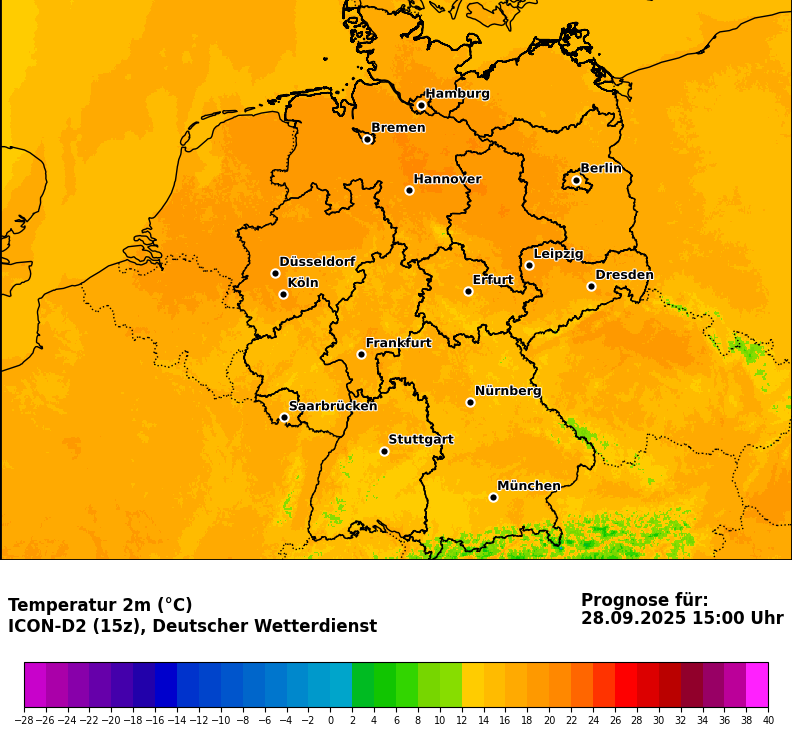 Hamburg
Bremen
Berlin
Hannover
Leipzig
Düsseldorf
Dresden
Köln
Erfurt
Frankfurt
Nürnberg
Saarbrücken
Stuttgart
München
Temperatur 2m (°C)
ICON-D2 (15z), Deutscher Wetterdienst
Prognose für:
28.09.2025 15:00 Uhr
−28 −26 −24 −22 −20 −18 −16 −14 −12 −10 −8 −6 −4 −2 0 2 4 6 8 10 12 14 16 18 20 22 24 26 28 30 32 34 36 38 40